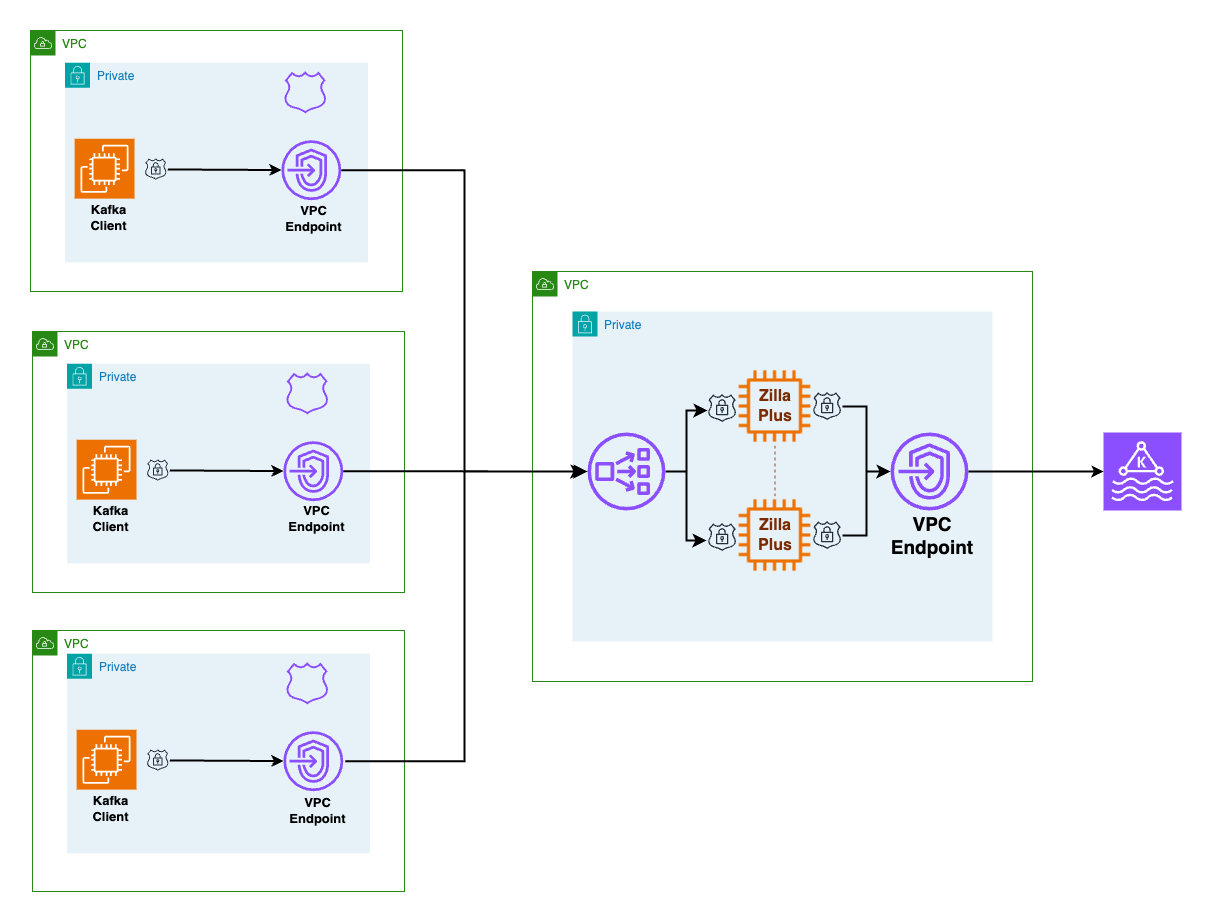 VPC
Private
Kafka
Client
VPC
Endpoint
VPC
Private
Kafka
Client
VPC
Endpoint
VPC
Private
Kafka
Client
VPC
Endpoint
VPC
Private
Zilla
Plus
Zilla
Plus
VPC
Endpoint
K